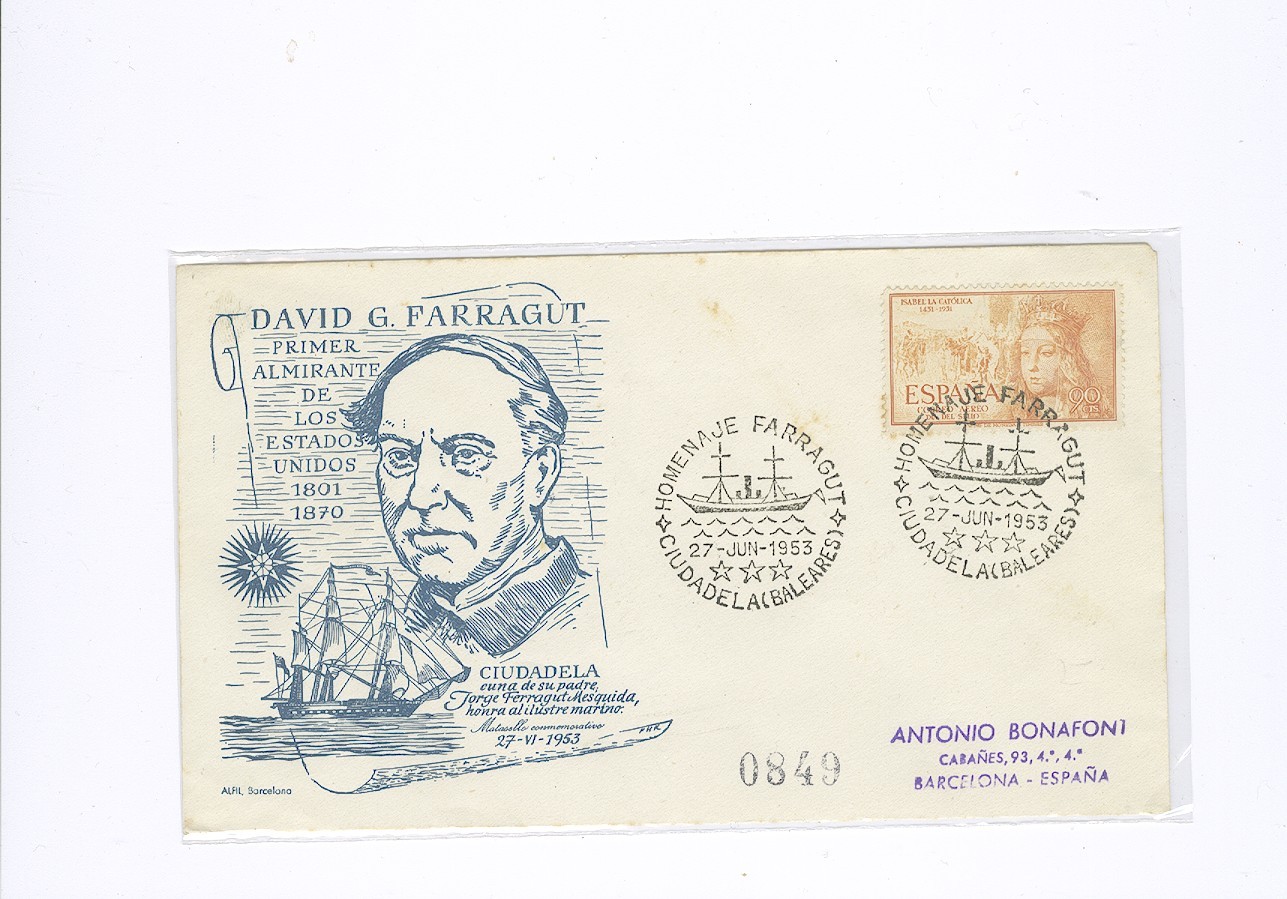 DAVID G. FARRAGUT
PRIMER
ALMIRANTE
DE
LOS
ESTADOS
UNIDOS
1801
1870
CIUDADELA
cuna de su padre,
Jorge Ferragut Mesquida,
honra al ilustre marino.
Matasello conmemorativo
27-VI-1953
FHR
ALFIL, Barcelona
HOMENAJE FARRAGUT
27-JUN-1953
CIUDADELA (BALEARES)
ISABEL LA CATÓLICA
1451-1951
ESPAÑA
CORREO AEREO
90
CTS
HOMENAJE FARRAGUT
27-JUN-1953
CIUDADELA (BALEARES)
0849
ANTONIO BONAFONT
CABAÑES, 93, 4.º, 4.ª
BARCELONA - ESPAÑA